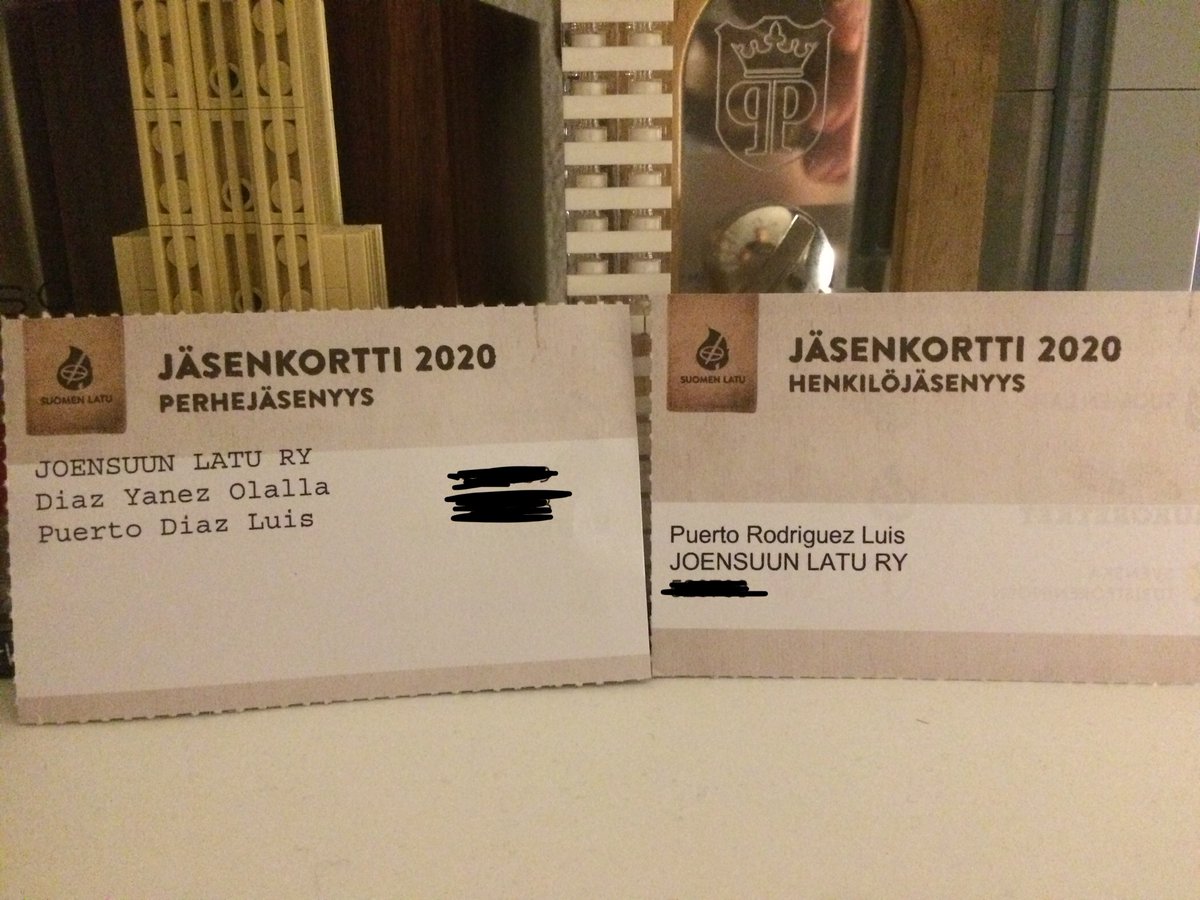 SUOMEN LATU
JÄSENKORTTI 2020
PERHEJÄSENYYS
JOENSUUN LATU RY
Diaz Yanez Olalla
Puerto Diaz Luis
SUOMEN LATU
JÄSENKORTTI 2020
HENKILÖJÄSENYYS
Puerto Rodriguez Luis
JOENSUUN LATU RY